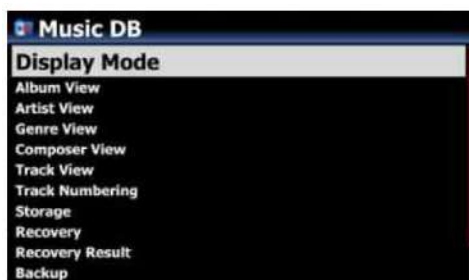 Music DB
Display Mode
Album View
Artist View
Genre View
Composer View
Track View
Track Numbering
Storage
Recovery
Recovery Result
Backup